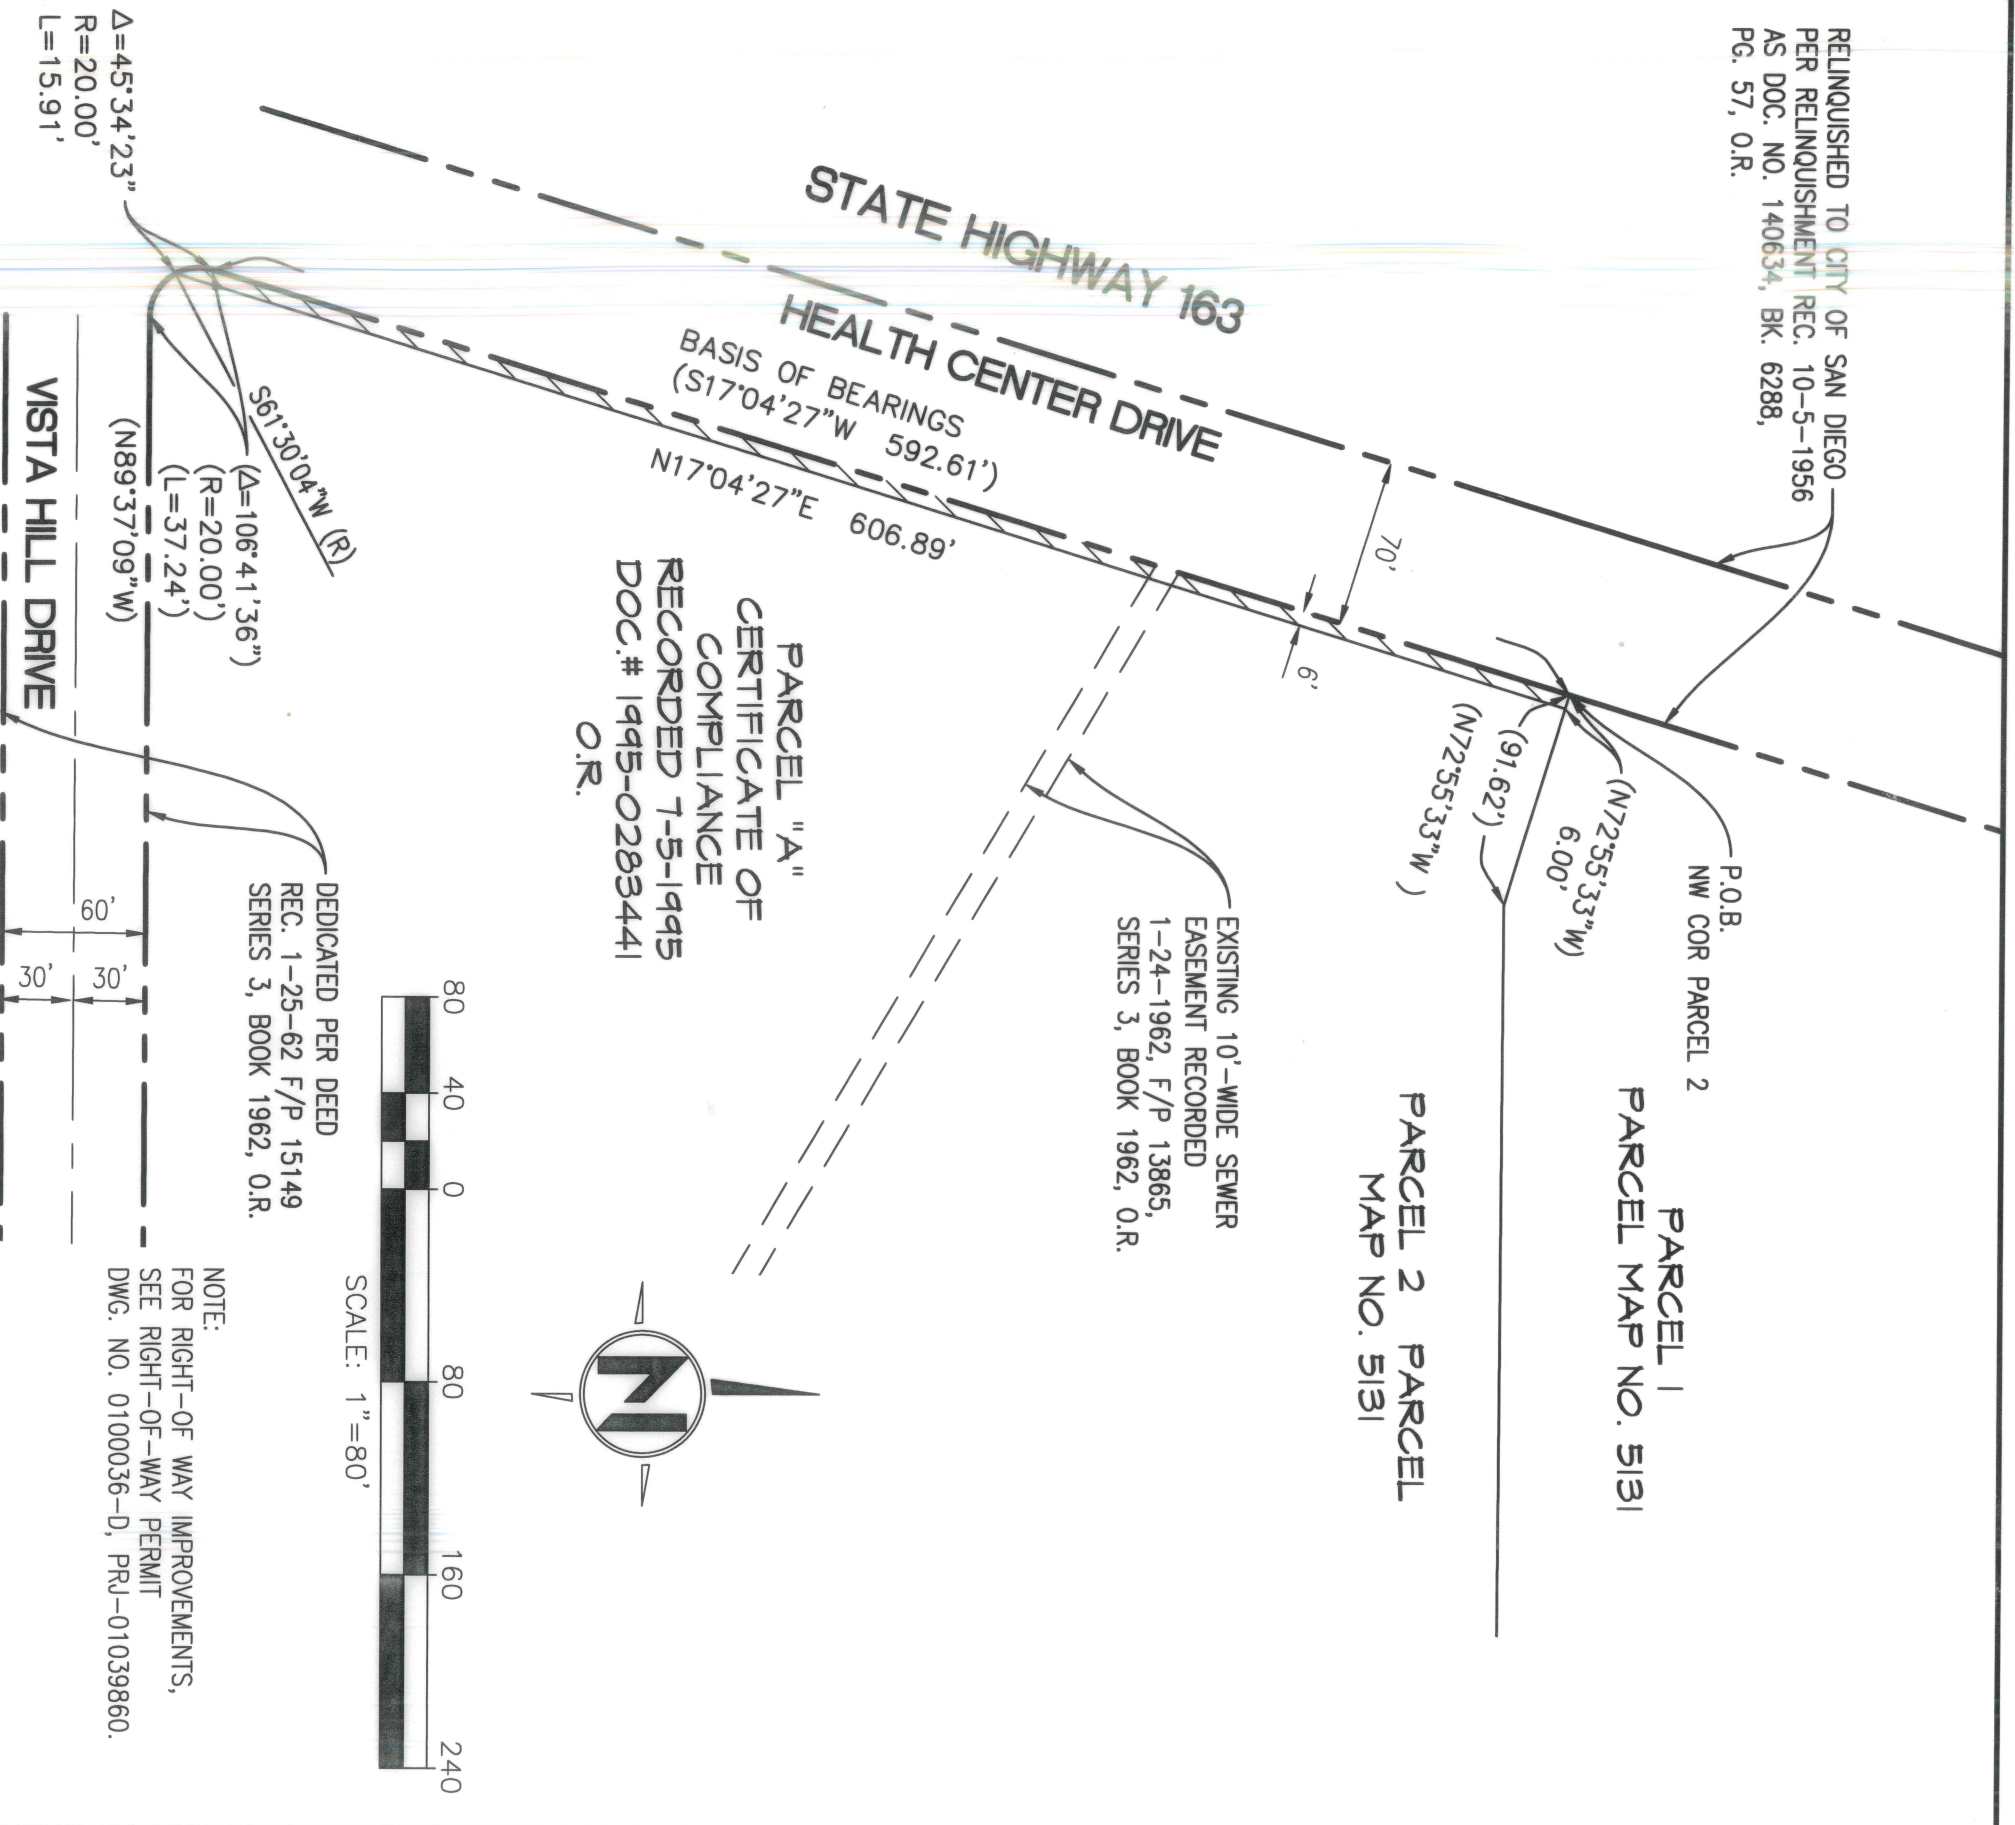 RELINQUISHED TO CITY OF SAN DIEGO
PER RELINQUISHMENT REC. 10-5-1956
AS DOC. NO. 140634, BK. 6288,
PG. 57, O.R.
P.O.B.
NW COR PARCEL 2
PARCEL 1
PARCEL MAP NO. 5131
(N72°55'33"W)
6.00'
(91.62')
(N72°55'33"W )
PARCEL 2 PARCEL
MAP NO. 5131
70'
6'
STATE HIGHWAY 163
HEALTH CENTER DRIVE
BASIS OF BEARINGS
(S17°04'27"W 592.61')
N17°04'27"E 606.89'
EXISTING 10'-WIDE SEWER
EASEMENT RECORDED
1-24-1962, F/P 13865,
SERIES 3, BOOK 1962, O.R.
PARCEL "A"
CERTIFICATE OF
COMPLIANCE
RECORDED 7-5-1995
DOC.# 1995-0283441
O.R.
Δ=45°34'23"
R=20.00'
L=15.91'
S61°30'04"W (R)
(Δ=106°41'36")
(R=20.00')
(L=37.24')
(N89°37'09"W)
VISTA HILL DRIVE
DEDICATED PER DEED
REC. 1-25-62 F/P 15149
SERIES 3, BOOK 1962, O.R.
60'
30'
30'
N
80 40 0 80 160 240
SCALE: 1"=80'
NOTE:
FOR RIGHT-OF WAY IMPROVEMENTS,
SEE RIGHT-OF-WAY PERMIT
DWG. NO. 0100036-D, PRJ-01039860.